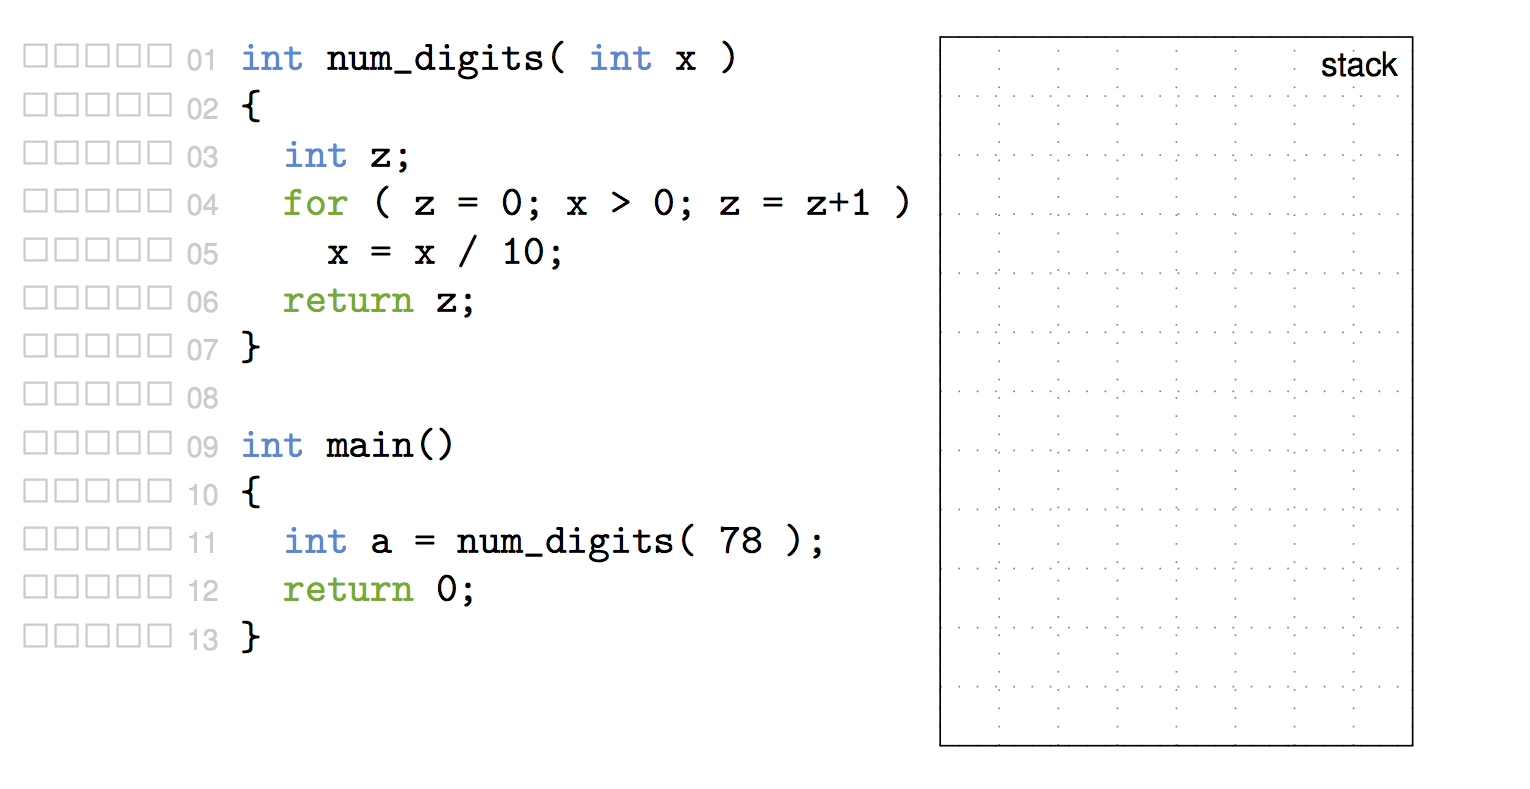 01 int num_digits( int x )
02 {
03 int z;
04 for ( z = 0; x > 0; z = z+1 )
05 x = x / 10;
06 return z;
07 }
08
09 int main()
10 {
11 int a = num_digits( 78 );
12 return 0;
13 }
stack